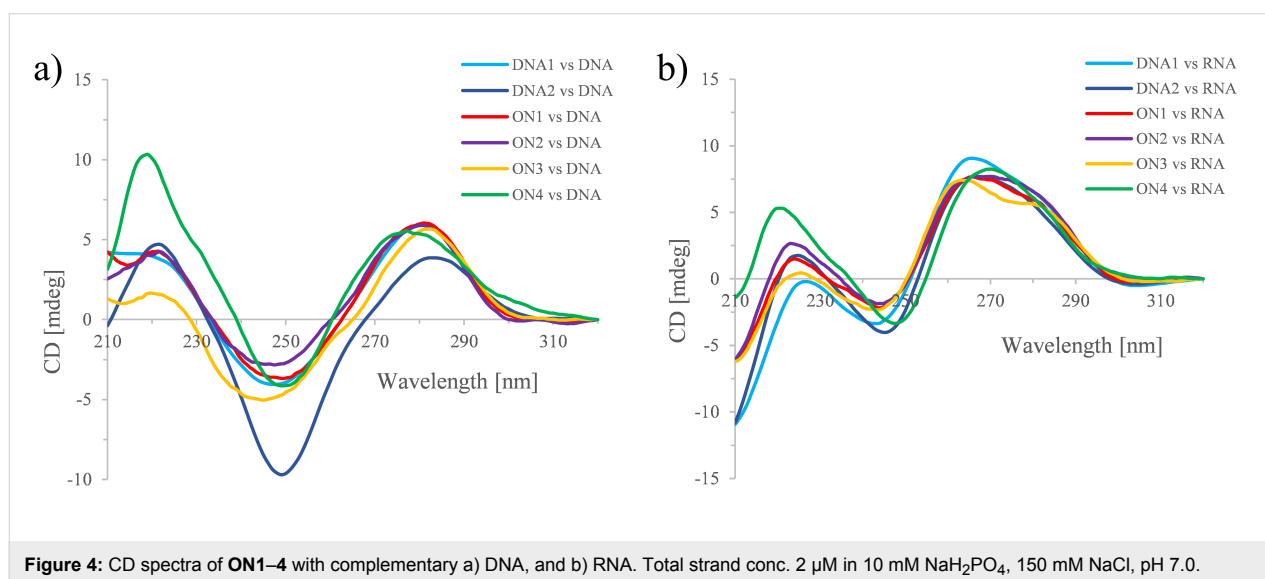 a)
15
10
5
0
-5
-10
CD [mdeg]
210 230 250 270 290 310
Wavelength [nm]
DNA1 vs DNA
DNA2 vs DNA
ON1 vs DNA
ON2 vs DNA
ON3 vs DNA
ON4 vs DNA
b)
15
10
5
0
-5
-10
-15
CD [mdeg]
210 230 250 270 290 310
Wavelength [nm]
DNA1 vs RNA
DNA2 vs RNA
ON1 vs RNA
ON2 vs RNA
ON3 vs RNA
ON4 vs RNA
Figure 4: CD spectra of ON1–4 with complementary a) DNA, and b) RNA. Total strand conc. 2 μM in 10 mM NaH₂PO₄, 150 mM NaCl, pH 7.0.